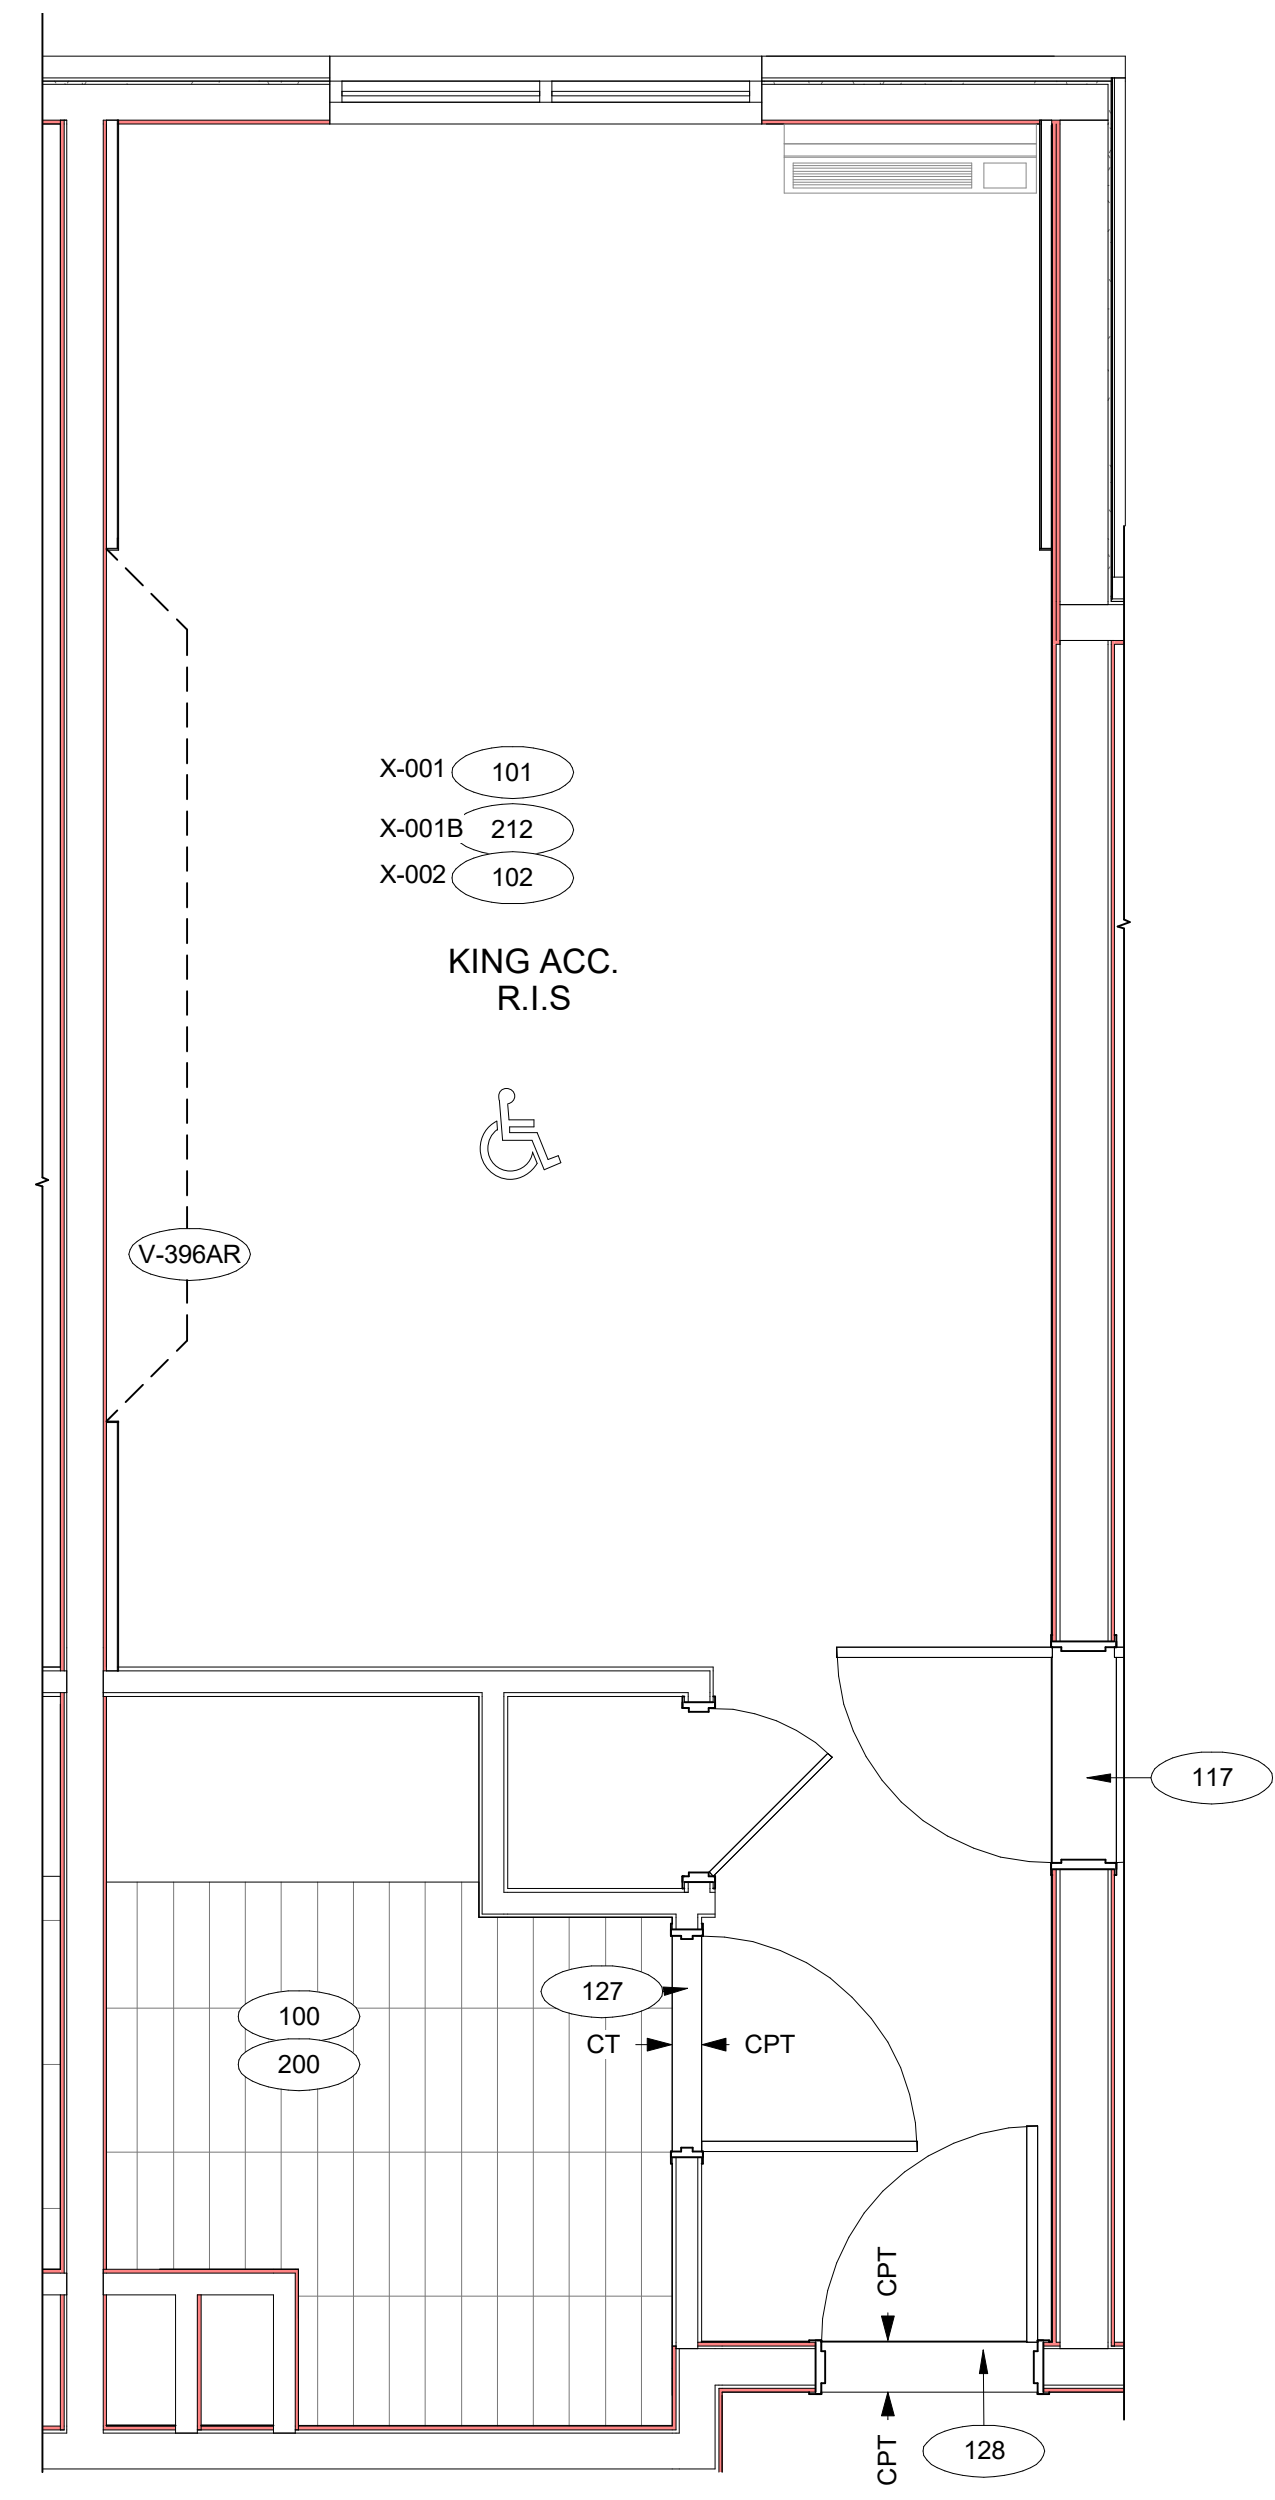 X-001 101
X-001B 212
X-002 102
KING ACC.
R.I.S
V-396AR
117
127
100
CT CPT
200
CPT
128
CPT